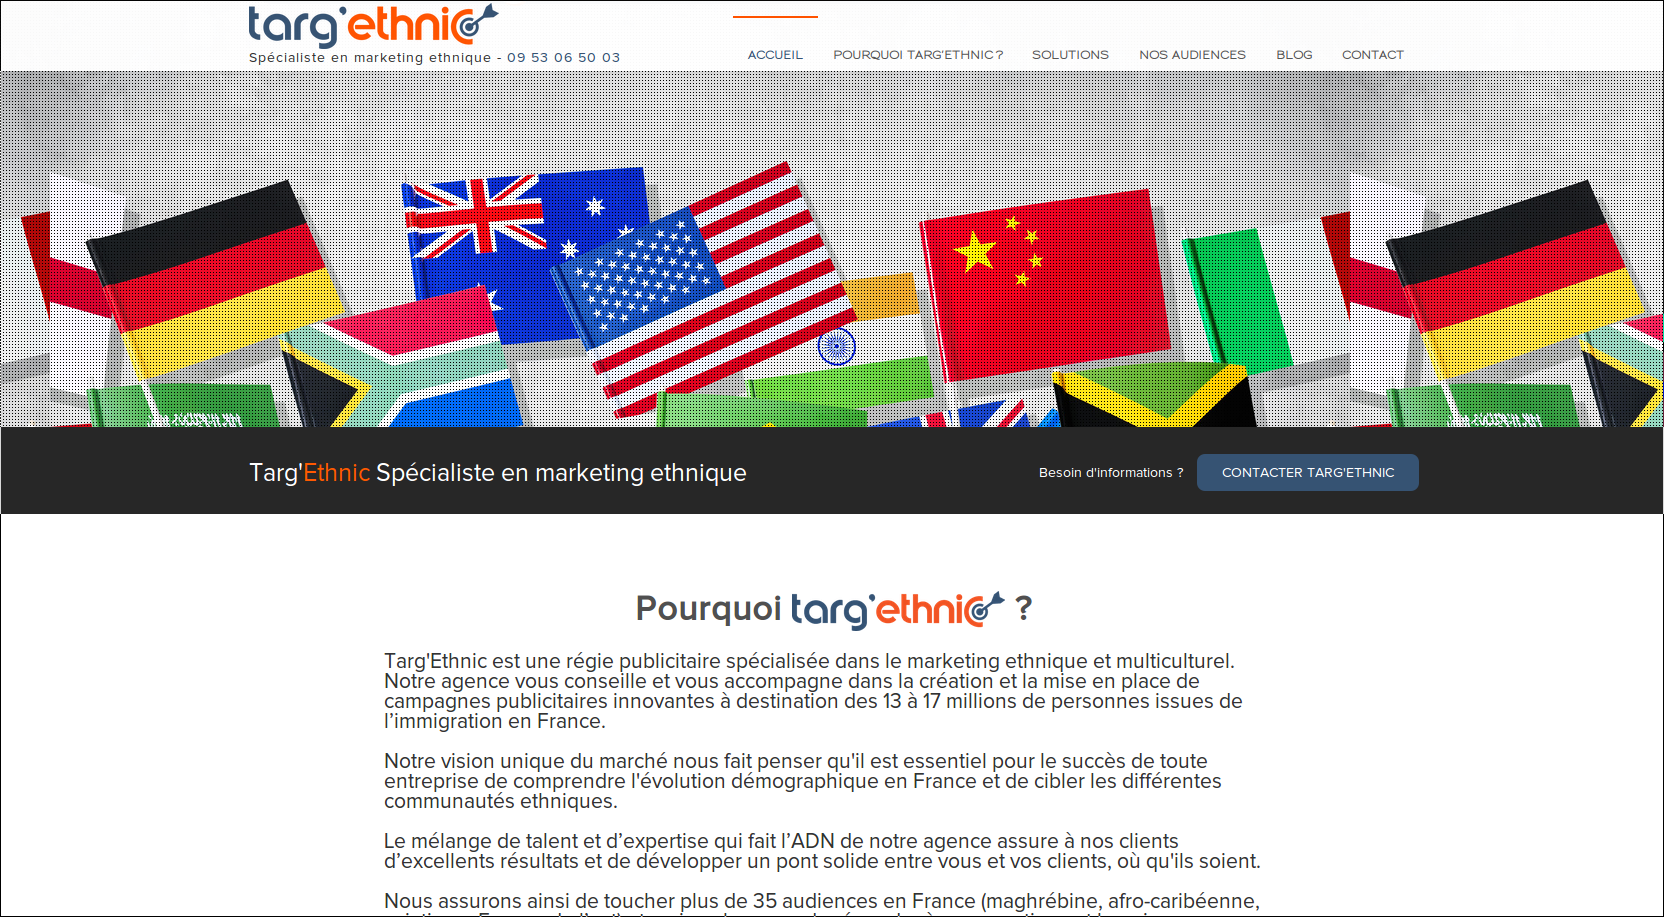 targ'ethnic
Spécialiste en marketing ethnique - 09 53 06 50 03
ACCUEIL
POURQUOI TARG'ETHNIC ?
SOLUTIONS
NOS AUDIENCES
BLOG
CONTACT
Targ'Ethnic Spécialiste en marketing ethnique
Besoin d'informations ?
CONTACTER TARG'ETHNIC
Pourquoi targ'ethnic ?
Targ'Ethnic est une régie publicitaire spécialisée dans le marketing ethnique et multiculturel.
Notre agence vous conseille et vous accompagne dans la création et la mise en place de
campagnes publicitaires innovantes à destination des 13 à 17 millions de personnes issues de
l’immigration en France.
Notre vision unique du marché nous fait penser qu'il est essentiel pour le succès de toute
entreprise de comprendre l'évolution démographique en France et de cibler les différentes
communautés ethniques.
Le mélange de talent et d’expertise qui fait l’ADN de notre agence assure à nos clients
d’excellents résultats et de développer un pont solide entre vous et vos clients, où qu'ils soient.
Nous assurons ainsi de toucher plus de 35 audiences en France (maghrébine, afro-caribéenne,